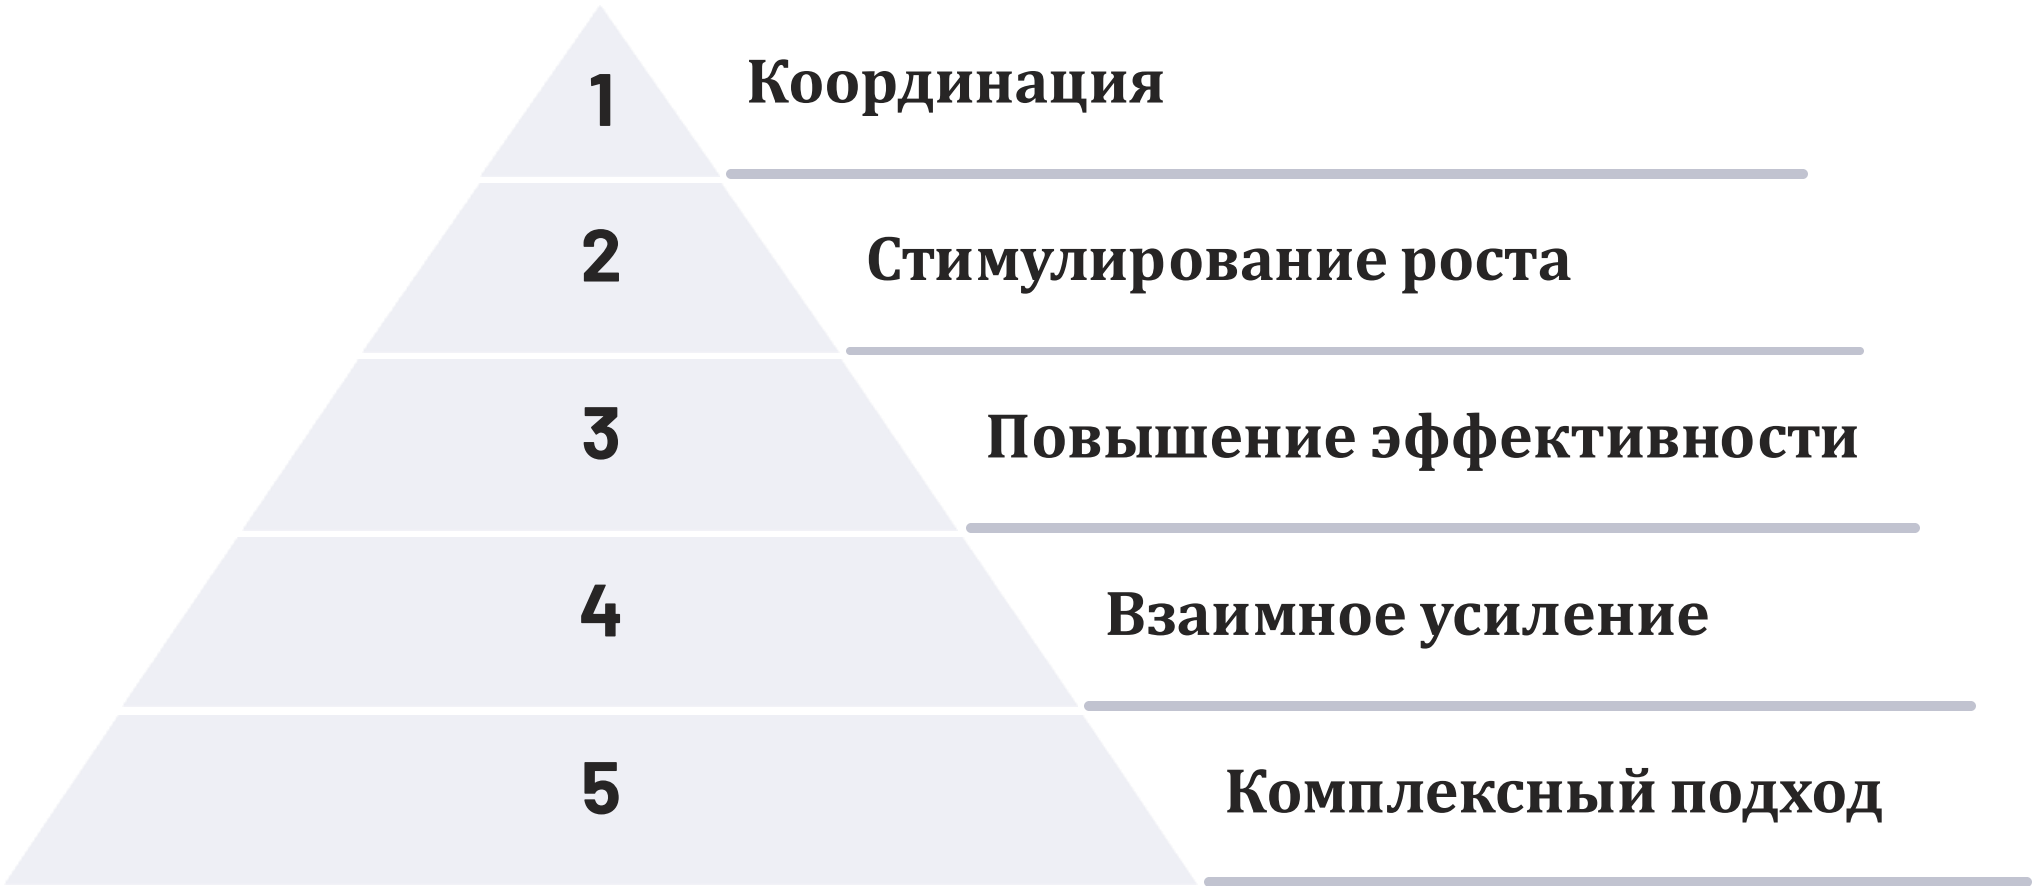 1
Координация
2
Стимулирование роста
3
Повышение эффективности
4
Взаимное усиление
5
Комплексный подход